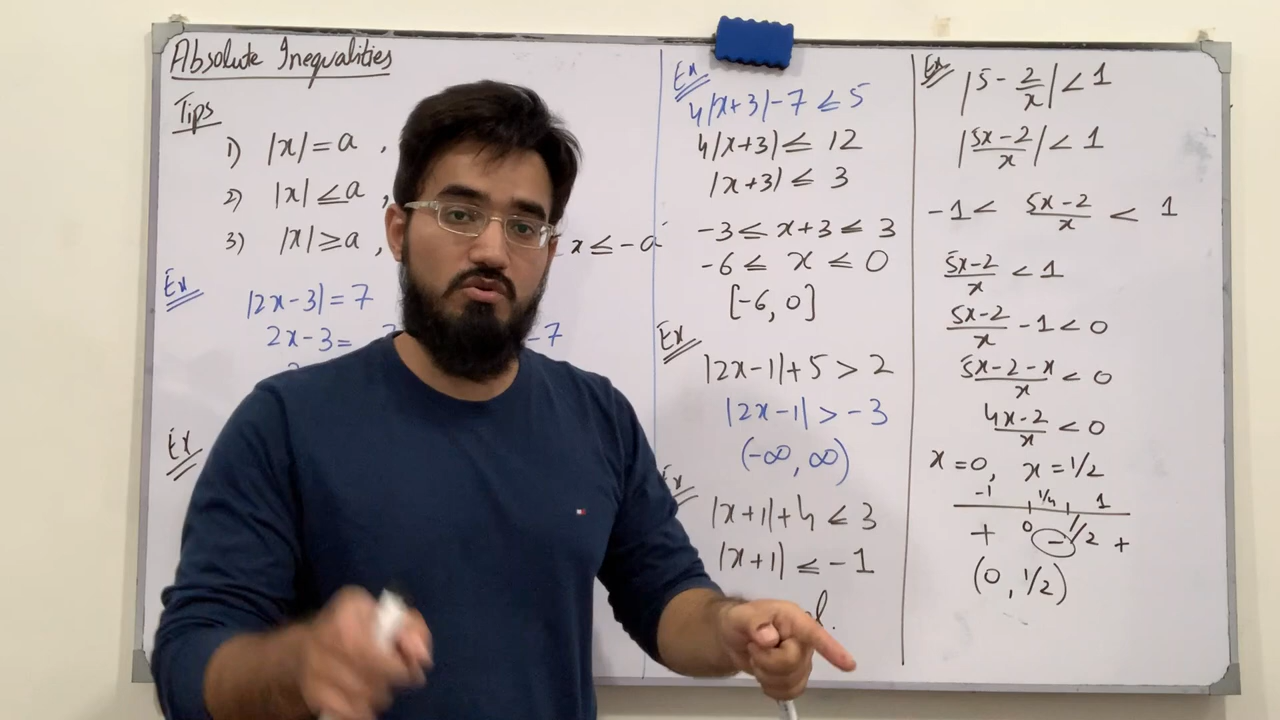 Absolute Inequalities
Tips
1) |x| = a ,
2) |x| ≤ a ,
3) |x| ≥ a , x ≤ -a
Ex
|2x-3| = 7
2x-3 = -7
Ex
Ex
4|x+3|-7 ≤ 5
4|x+3| ≤ 12
|x+3| ≤ 3
-3 ≤ x+3 ≤ 3
-6 ≤ x ≤ 0
[-6, 0]
Ex
|2x-1|+5 > 2
|2x-1| > -3
(-∞, ∞)
Ex
|x+1|+4 ≤ 3
|x+1| ≤ -1
Ex
|5 - 2/x| < 1
|5x-2/x| < 1
-1 < 5x-2/x < 1
5x-2/x < 1
5x-2/x - 1 < 0
5x-2-x/x < 0
4x-2/x < 0
x = 0, x = 1/2
-1 1/4 1
0 1/2
+ - +
(0, 1/2)